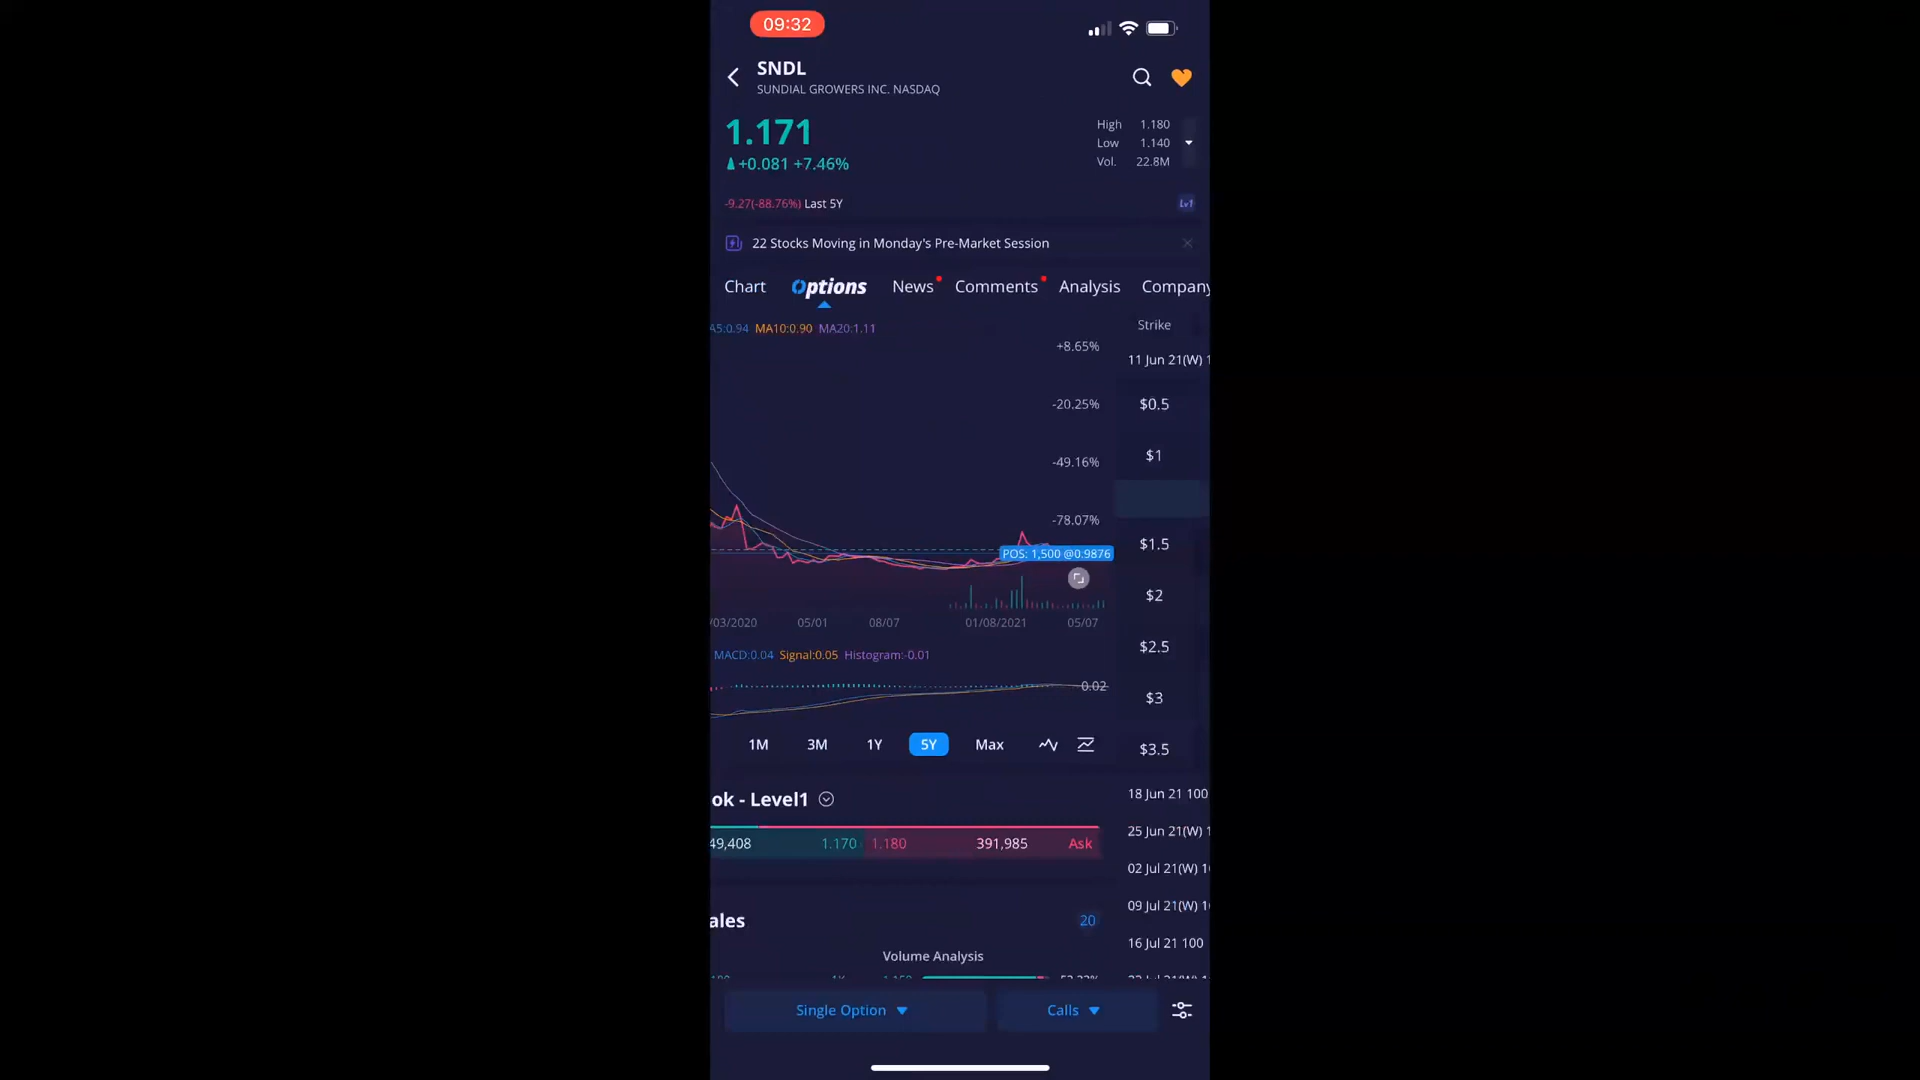 09:32
SNDL
SUNDIAL GROWERS INC. NASDAQ
1.171
+0.081 +7.46%
High 1.180
Low 1.140
Vol. 22.8M
-9.27(-88.76%) Last 5Y
Lv1
22 Stocks Moving in Monday's Pre-Market Session
Chart Options News Comments Analysis Company
A5:0.94 MA10:0.90 MA20:1.11
+8.65%
-20.25%
-49.16%
-78.07%
POS: 1,500 @0.9876
/03/2020 05/01 08/07 01/08/2021 05/07
MACD:0.04 Signal:0.05 Histogram:-0.01
0.02
1M 3M 1Y 5Y Max
ok - Level1
49,408 1.170 1.180 391,985 Ask
ales 20
Volume Analysis
Strike
11 Jun 21(W) 1
$0.5
$1
$1.5
$2
$2.5
$3
$3.5
18 Jun 21 100
25 Jun 21(W) 1
02 Jul 21(W) 1
09 Jul 21(W) 1
16 Jul 21 100
Single Option Calls